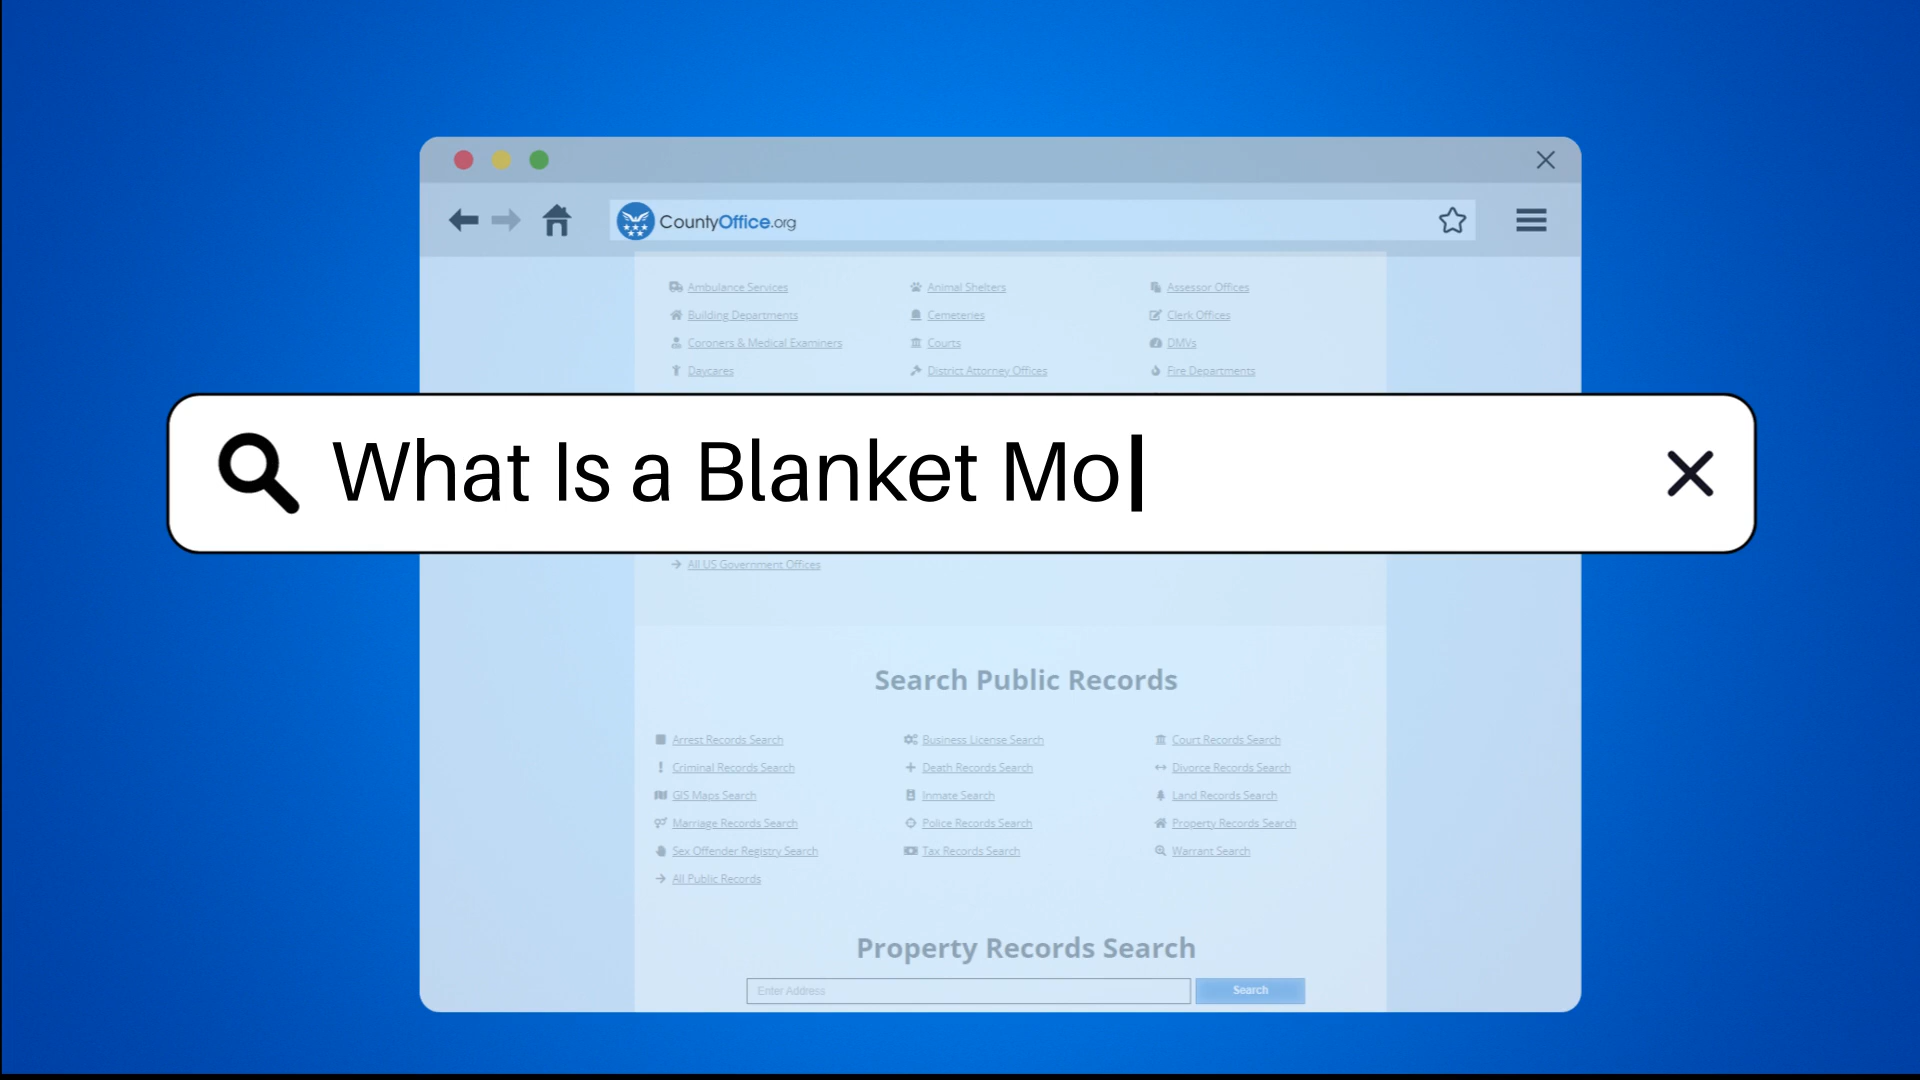 CountyOffice.org
Ambulance Services Animal Shelters Assessor Offices
Building Departments Cemeteries Clerk Offices
Coroners & Medical Examiners Courts DMVs
Daycares District Attorney Offices Fire Departments
What Is a Blanket Mo
All US Government Offices
Search Public Records
Arrest Records Search Business License Search Court Records Search
Criminal Records Search Death Records Search Divorce Records Search
GIS Maps Search Inmate Search Land Records Search
Marriage Records Search Police Records Search Property Records Search
Sex Offender Registry Search Tax Records Search Warrant Search
All Public Records
Property Records Search
Enter Address Search